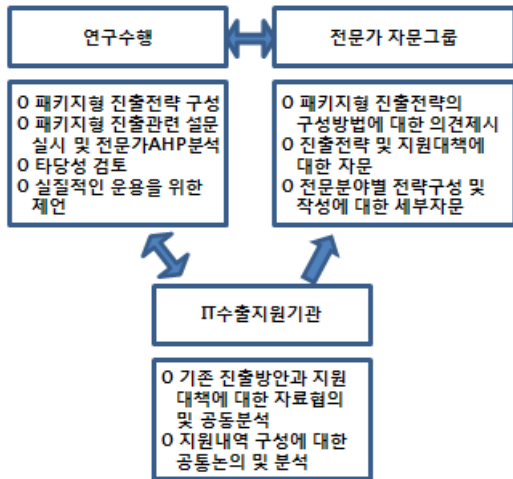 연구수행
전문가 자문그룹
O 패키지형 진출전략 구성
O 패키지형 진출관련 설문
실시 및 전문가AHP분석
O 타당성 검토
O 실질적인 운용을 위한
제언
O 패키지형 진출전략의
구성방법에 대한 의견제시
O 진출전략 및 지원대책에
대한 자문
O 전문분야별 전략구성 및
작성에 대한 세부자문
IT수출지원기관
O 기존 진출방안과 지원
대책에 대한 자료협의
및 공동분석
O 지원내역 구성에 대한
공통논의 및 분석